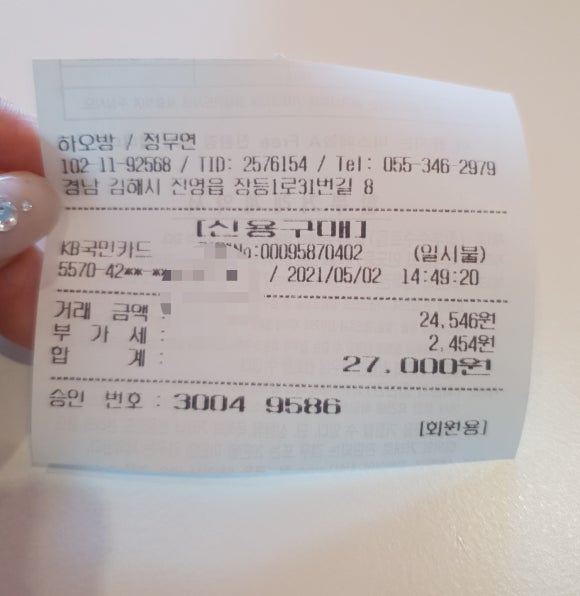 하오방 / 정무연
102-11-92568 / TID: 2576154 / Tel: 055-346-2979
경남 김해시 진영읍 장등1로31번길 8
[신용구매]
KB국민카드 No:00095870402 (일시불)
5570-42**-** / 2021/05/02 14:49:20
거래 금액 : 24,546원
부 가 세 : 2,454원
합 계 : 27,000원
승인 번호 : 3004 9586
[회원용]